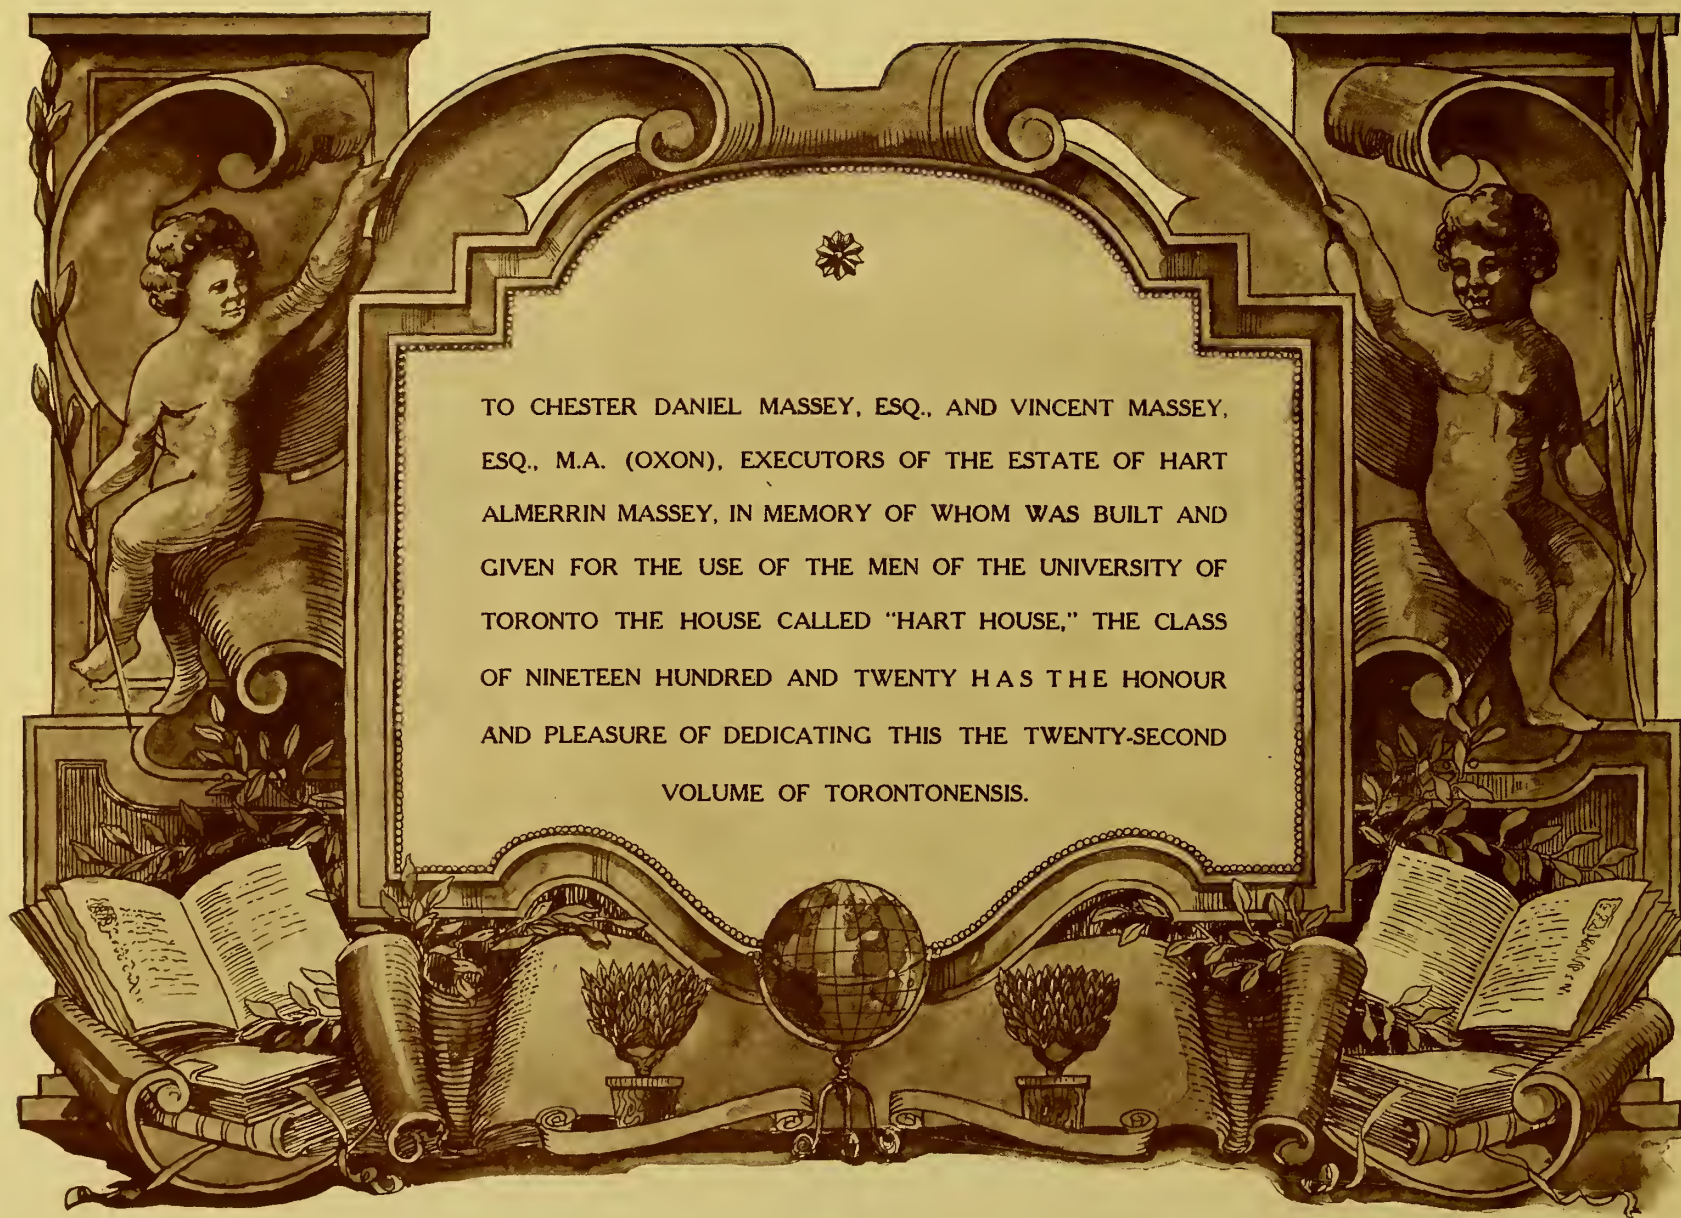 TO CHESTER DANIEL MASSEY, ESQ., AND VINCENT MASSEY,
ESQ., M.A. (OXON), EXECUTORS OF THE ESTATE OF HART
ALMERRIN MASSEY, IN MEMORY OF WHOM WAS BUILT AND
GIVEN FOR THE USE OF THE MEN OF THE UNIVERSITY OF
TORONTO THE HOUSE CALLED "HART HOUSE," THE CLASS
OF NINETEEN HUNDRED AND TWENTY HAS THE HONOUR
AND PLEASURE OF DEDICATING THIS THE TWENTY-SECOND
VOLUME OF TORONTONENSIS.